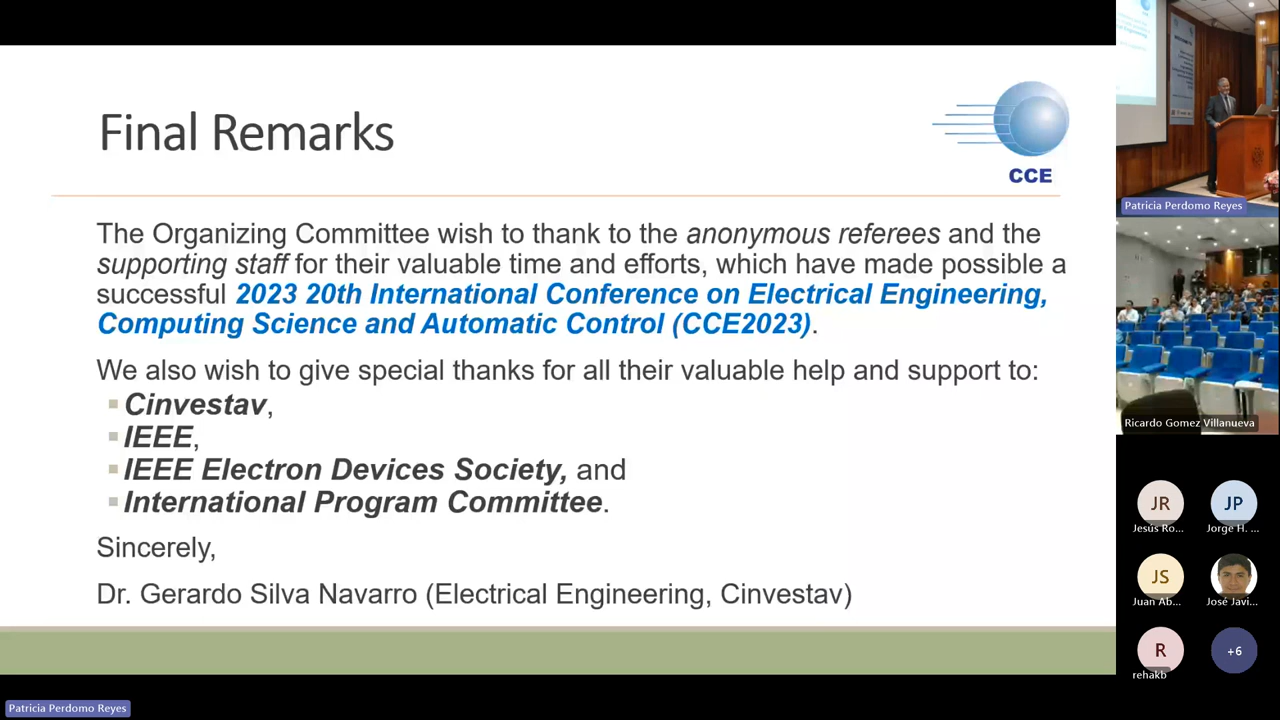 Final Remarks
CCE
The Organizing Committee wish to thank to the anonymous referees and the
supporting staff for their valuable time and efforts, which have made possible a
successful 2023 20th International Conference on Electrical Engineering,
Computing Science and Automatic Control (CCE2023).
We also wish to give special thanks for all their valuable help and support to:
Cinvestav,
IEEE,
IEEE Electron Devices Society, and
International Program Committee.
Sincerely,
Dr. Gerardo Silva Navarro (Electrical Engineering, Cinvestav)
Patricia Perdomo Reyes
Patricia Perdomo Reyes
Ricardo Gomez Villanueva
JR
JP
Jesús Ro...
Jorge H. ...
JS
Juan Ab...
José Javi...
R
+6
rehakb